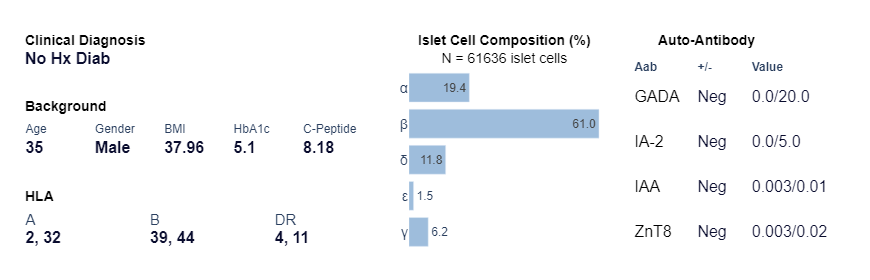 Clinical Diagnosis
No Hx Diab
Background
Age Gender BMI HbA1c C-Peptide
35 Male 37.96 5.1 8.18
HLA
A B DR
2, 32 39, 44 4, 11
Islet Cell Composition (%)
N = 61636 islet cells
α 19.4
β 61.0
δ 11.8
ε 1.5
γ 6.2
Auto-Antibody
Aab +/- Value
GADA Neg 0.0/20.0
IA-2 Neg 0.0/5.0
IAA Neg 0.003/0.01
ZnT8 Neg 0.003/0.02